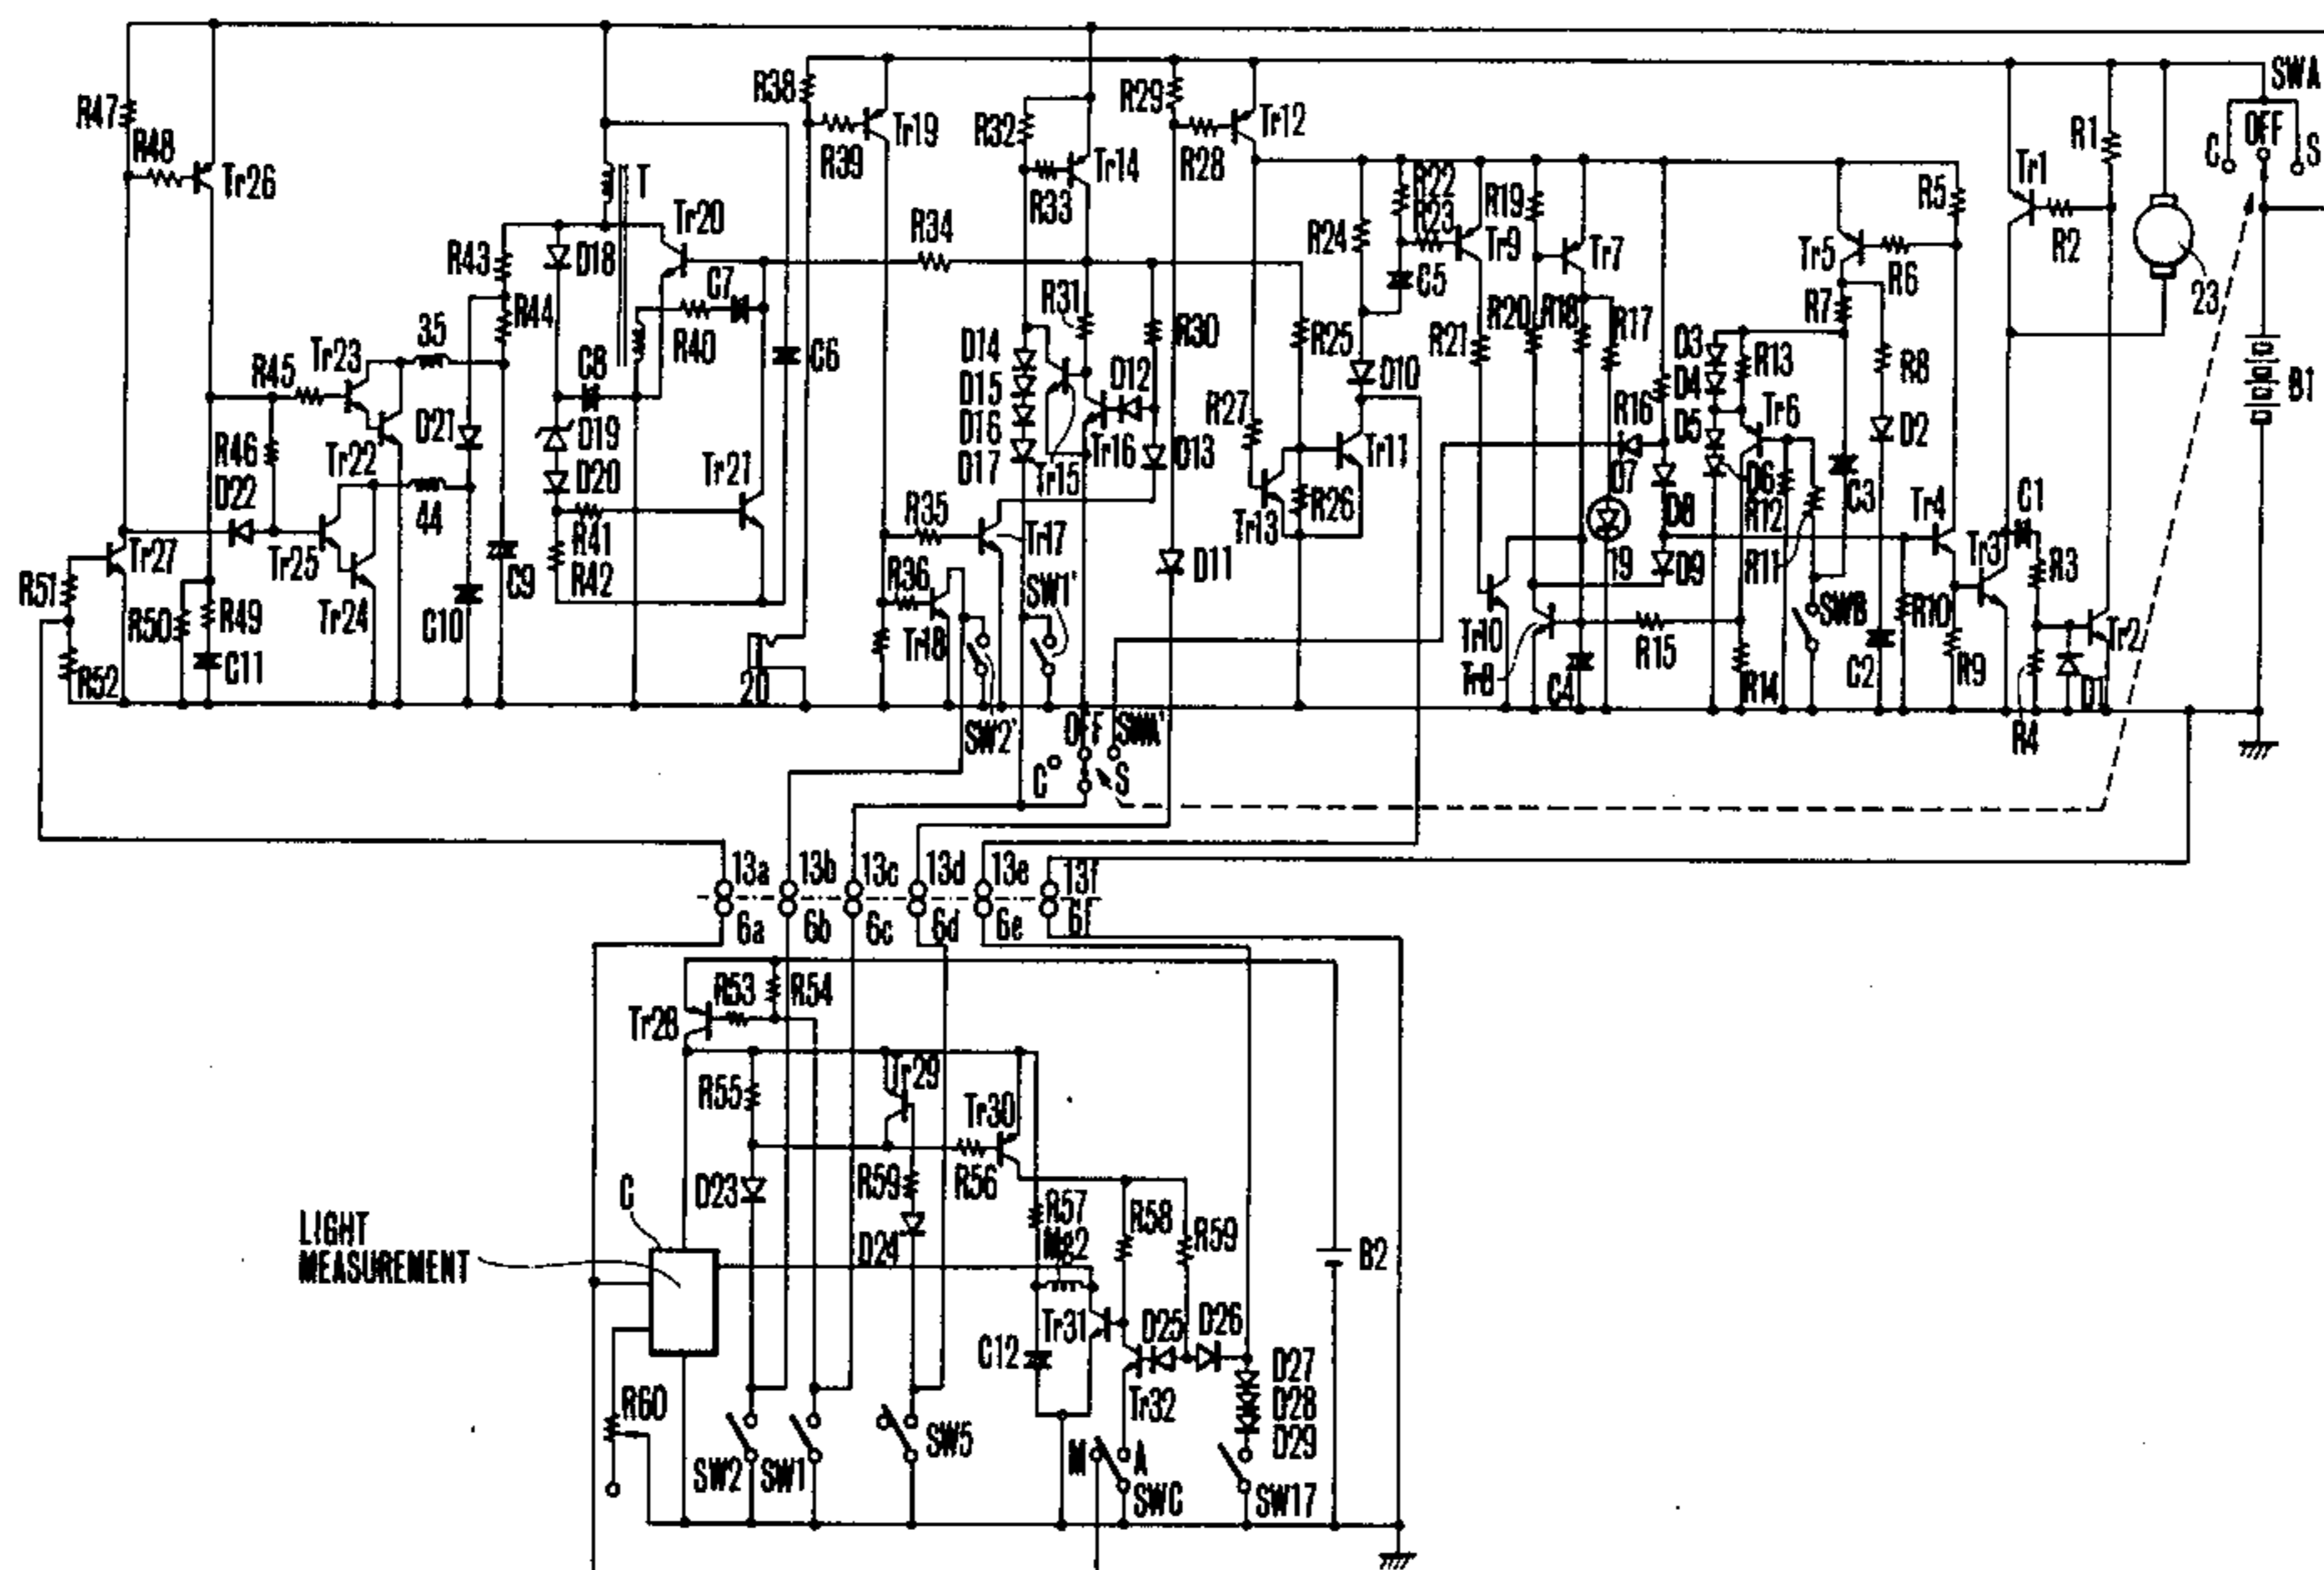 SWA
R38
R29
OFF
R47
Tr19
R32
Tr12
R1
C
S
R48
R39
R28
R22
Tr1
Tr26
T
Tr14
R23
R19
R5
R33
R24
Tr9
Tr7
R2
Tr20
R34
Tr5
R6
R43
D18
C7
C5
23
R44
R31
R7
35
R40
R30
R25
R21
R20
R18
R17
D3
R13
R8
Tr23
C6
D14
D12
D10
D4
B1
R45
C8
D15
R27
R16
D5
Tr6
D2
D21
D19
D16
Tr16
D13
Tr11
R46
Tr22
D17
Tr15
D7
D6
D22
D20
Tr21
R26
R12
C3
44
R35
Tr13
D8
Tr4
C1
Tr27
Tr25
R41
Tr17
D11
19
D9
R11
Tr3
R3
R51
R42
R36
SW1'
C9
R50
R49
Tr24
C10
Tr18
Tr10
R15
SWB
R10
Tr2
R52
C11
20
Tr8
C4
R14
C2
R9
D1
SW2'
OFF
SWA'
R4
C
S
13a
13b
13c
13d
13e
13f
6a
6b
6c
6d
6e
6f
R53
R54
Tr28
Tr29
R55
Tr30
R59
R56
C
D23
R57
R58
LIGHT
R59
MEASUREMENT
D24
Mg2
B2
Tr31
D25
D26
C12
D27
R60
Tr32
D28
SW5
D29
M
A
SW2
SW1
SWC
SW17